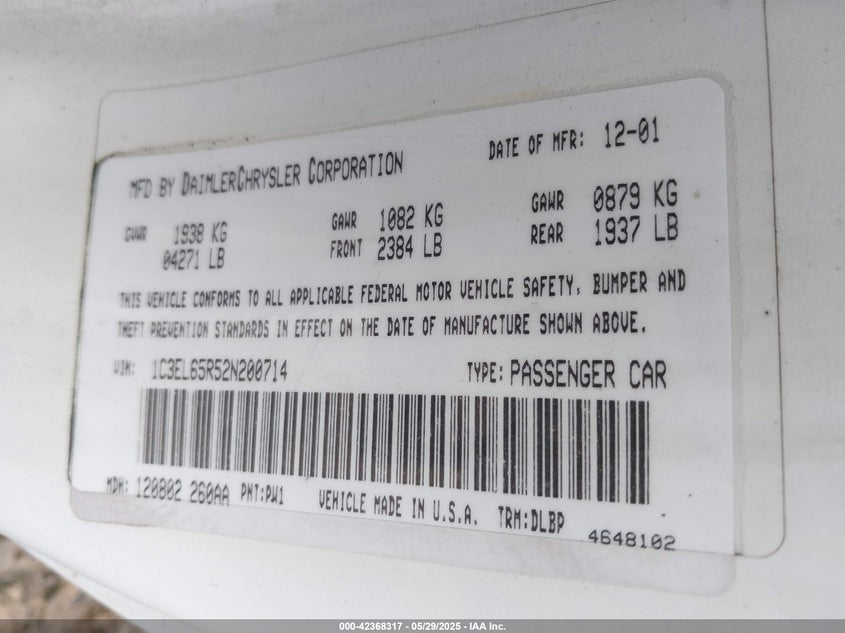 MFD BY DAIMLERCHRYSLER CORPORATION DATE OF MFR: 12-01
GVWR 1938 KG GAWR 1082 KG GAWR 0879 KG
04271 LB FRONT 2384 LB REAR 1937 LB
THIS VEHICLE CONFORMS TO ALL APPLICABLE FEDERAL MOTOR VEHICLE SAFETY, BUMPER AND
THEFT PREVENTION STANDARDS IN EFFECT ON THE DATE OF MANUFACTURE SHOWN ABOVE.
VIN: 1C3EL65R52N200714 TYPE: PASSENGER CAR
MDH: 120802 260AA PNT:PW1 VEHICLE MADE IN U.S.A. TRM:DLBP
4648102
000-42368317 | 05/29/2025 - IAA Inc.